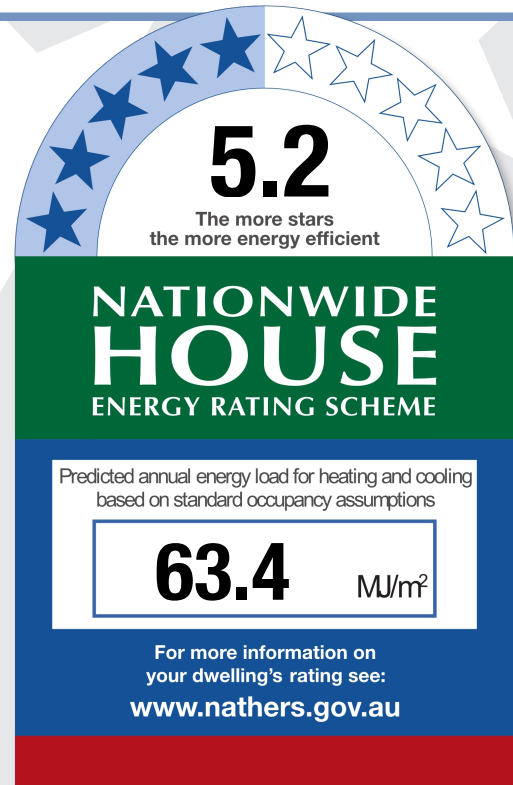 5.2
The more stars
the more energy efficient
NATIONWIDE
HOUSE
ENERGY RATING SCHEME
Predicted annual energy load for heating and cooling
based on standard occupancy assumptions
63.4 MJ/m²
For more information on
your dwelling's rating see:
www.nathers.gov.au